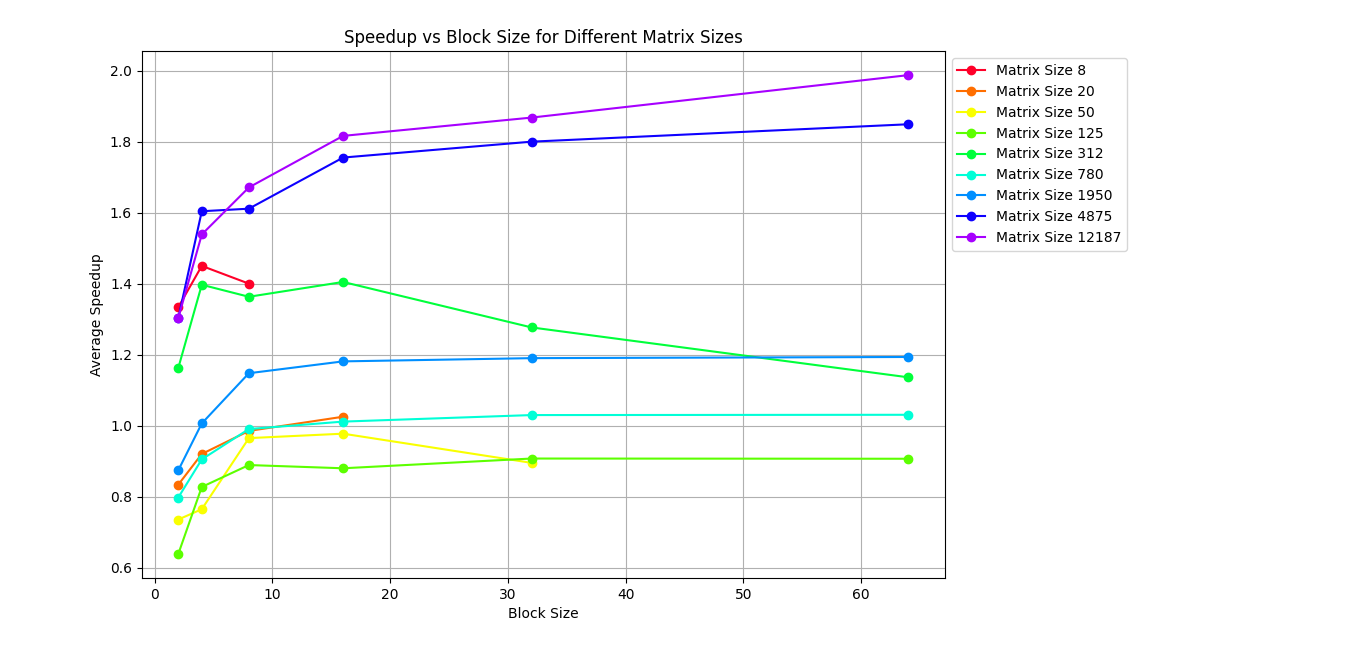 Speedup vs Block Size for Different Matrix Sizes
Average Speedup
2.0
1.8
1.6
1.4
1.2
1.0
0.8
0.6
0 10 20 30 40 50 60
Block Size
Matrix Size 8
Matrix Size 20
Matrix Size 50
Matrix Size 125
Matrix Size 312
Matrix Size 780
Matrix Size 1950
Matrix Size 4875
Matrix Size 12187